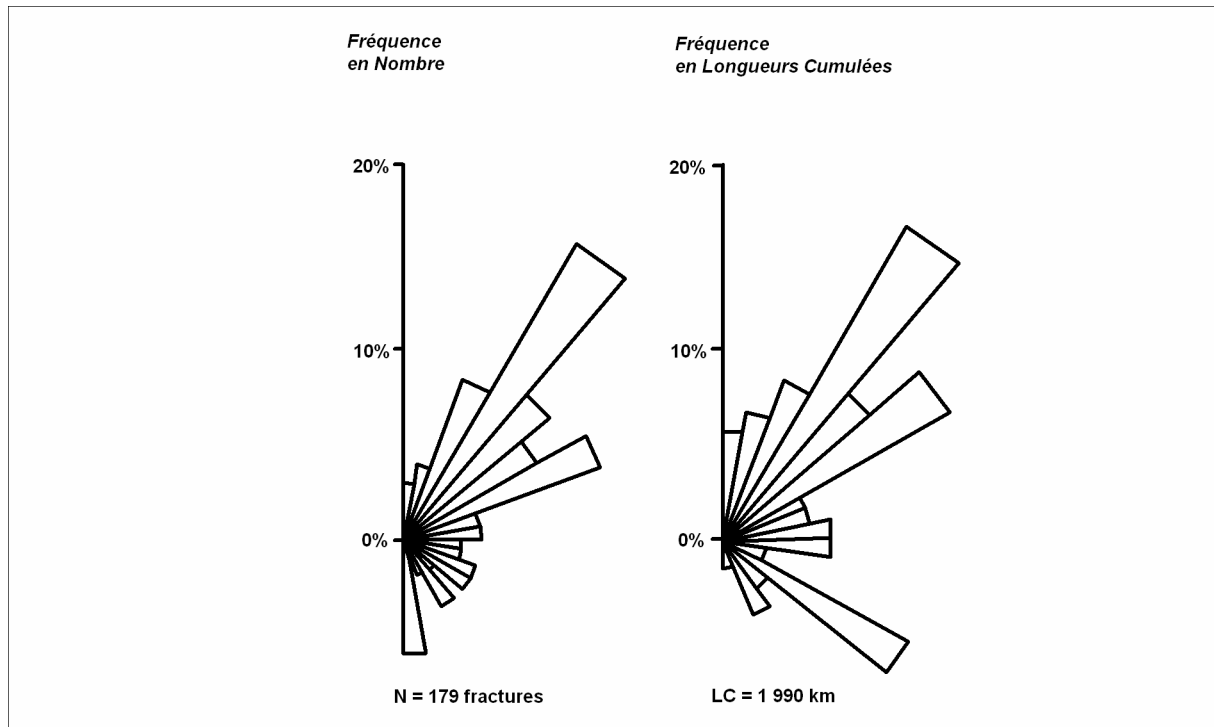 Fréquence
en Nombre
20%
10%
0%
N = 179 fractures
Fréquence
en Longueurs Cumulées
20%
10%
0%
LC = 1 990 km